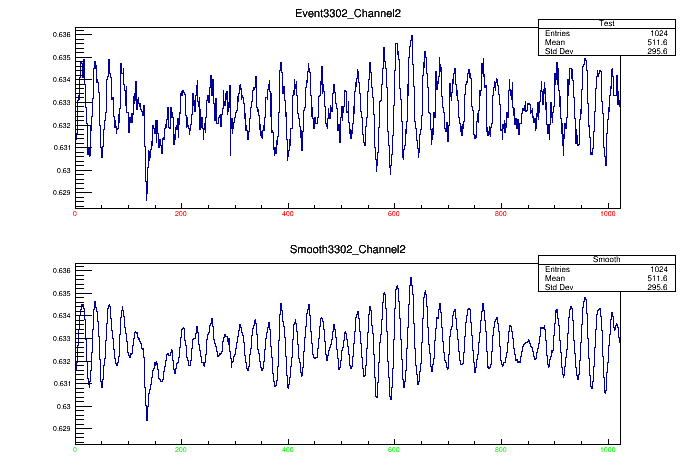 Event3302_Channel2
Test
Entries 1024
Mean 511.6
Std Dev 295.6
0.636
0.635
0.634
0.633
0.632
0.631
0.63
0.629
0 200 400 600 800 1000
Smooth3302_Channel2
Smooth
Entries 1024
Mean 511.6
Std Dev 295.6
0.636
0.635
0.634
0.633
0.632
0.631
0.63
0.629
0 200 400 600 800 1000